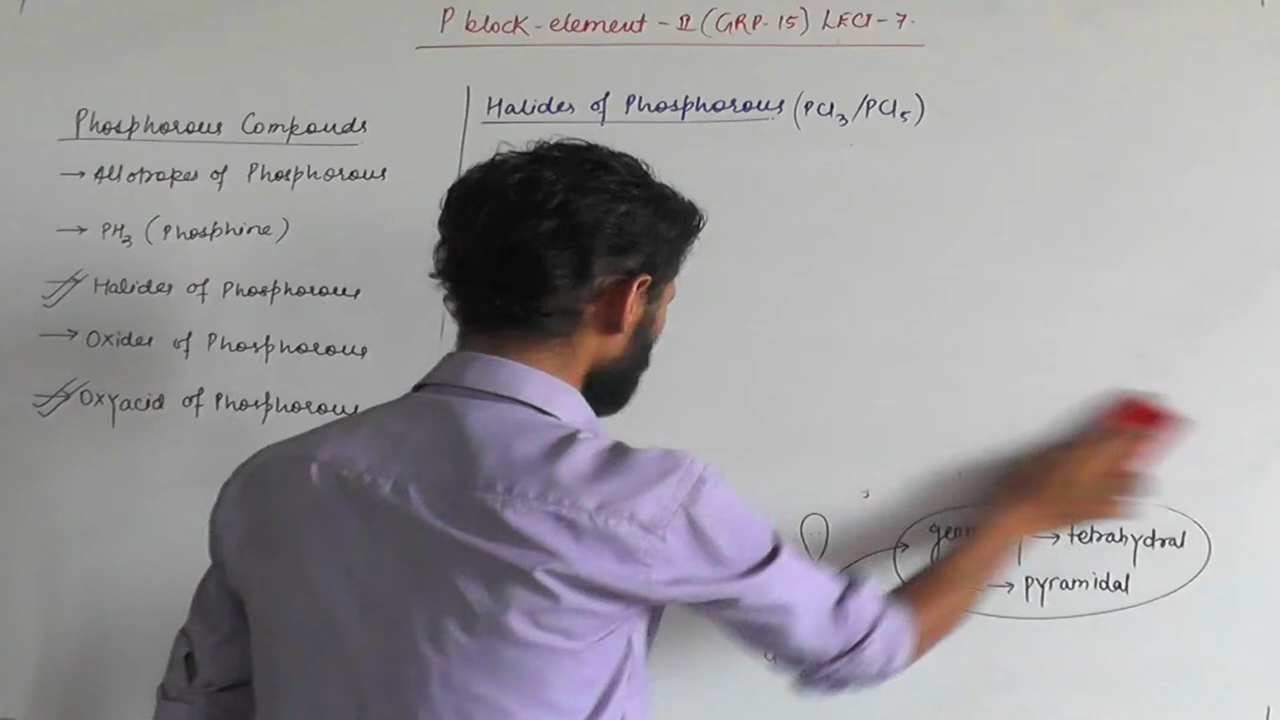 P block-element-II (GRP-15) LECT-7.
Phosphorous Compouds
→ Allotropes of Phosphorous
→ PH3 (Phosphine)
Halides of Phosphorous
→ Oxides of Phosphorous
Oxyacid of Phosphorous
Halides of Phosphorous (PCl3/PCl5)
→ tetrahydral
→ pyramidal